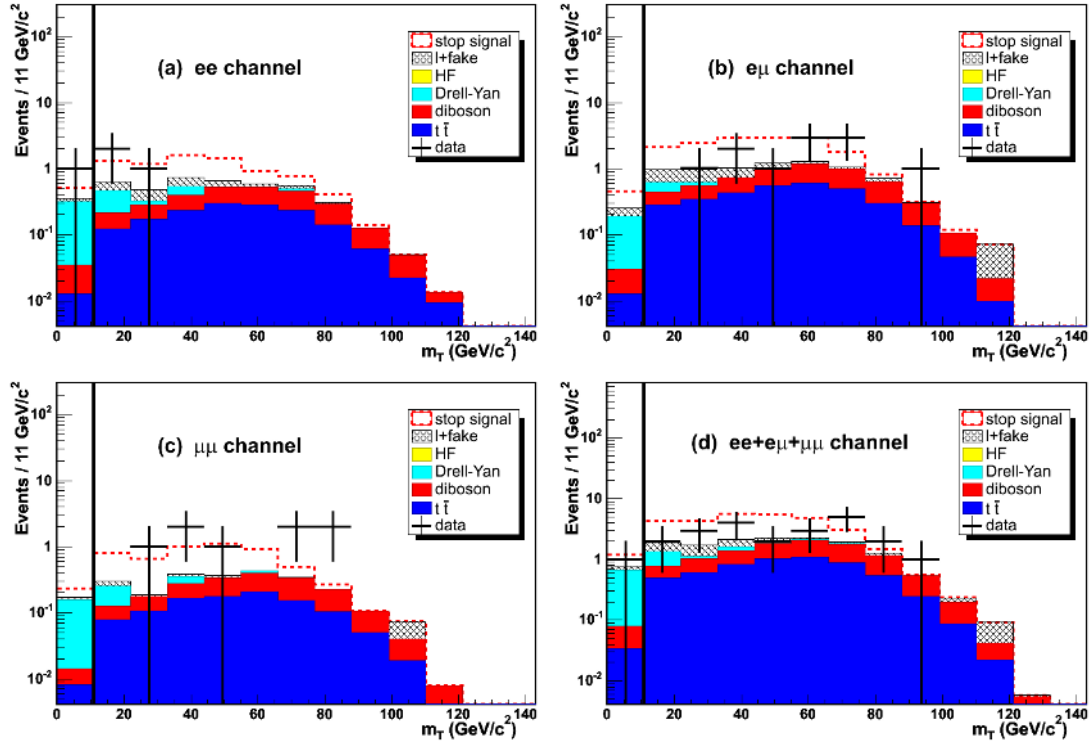 Events / 11 GeV/c²
10²
10
1
10⁻¹
10⁻²
(a) ee channel
stop signal
l+fake
HF
Drell-Yan
diboson
t t̄
data
0 20 40 60 80 100 120 140
m_T (GeV/c²)
Events / 11 GeV/c²
10²
10
1
10⁻¹
10⁻²
(b) eμ channel
stop signal
l+fake
HF
Drell-Yan
diboson
t t̄
data
0 20 40 60 80 100 120 140
m_T (GeV/c²)
Events / 11 GeV/c²
10²
10
1
10⁻¹
10⁻²
(c) μμ channel
stop signal
l+fake
HF
Drell-Yan
diboson
t t̄
data
0 20 40 60 80 100 120 140
m_T (GeV/c²)
Events / 11 GeV/c²
10²
10
1
10⁻¹
10⁻²
(d) ee+eμ+μμ channel
stop signal
l+fake
HF
Drell-Yan
diboson
t t̄
data
0 20 40 60 80 100 120 140
m_T (GeV/c²)